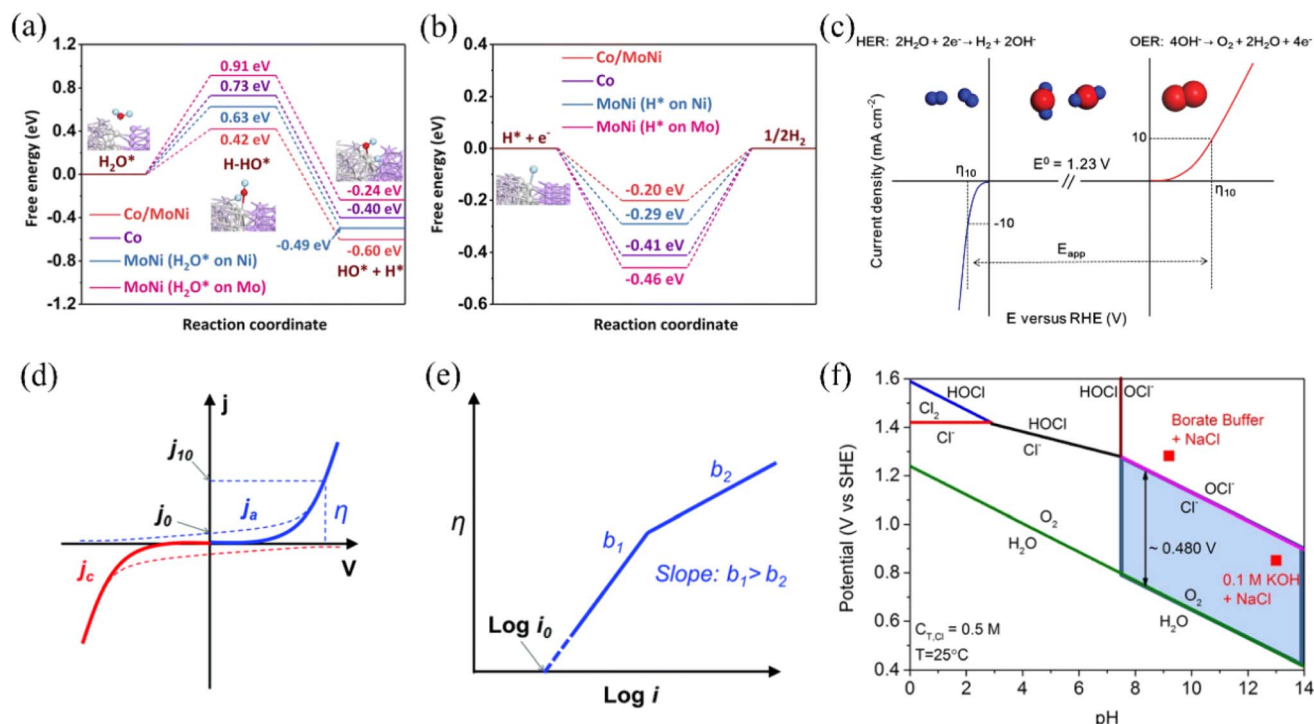 (a)
Free energy (eV)
1.2
0.8
0.4
0.0
-0.4
-0.8
-1.2
0.91 eV
0.73 eV
0.63 eV
0.42 eV
H₂O*
H-HO*
-0.24 eV
-0.40 eV
-0.49 eV
-0.60 eV
HO* + H*
Co/MoNi
Co
MoNi (H₂O* on Ni)
MoNi (H₂O* on Mo)
Reaction coordinate
(b)
Free energy (eV)
0.6
0.4
0.2
0.0
-0.2
-0.4
-0.6
Co/MoNi
Co
MoNi (H* on Ni)
MoNi (H* on Mo)
H* + e⁻
1/2H₂
-0.20 eV
-0.29 eV
-0.41 eV
-0.46 eV
Reaction coordinate
(c)
HER: 2H₂O + 2e⁻→ H₂ + 2OH⁻
OER: 4OH⁻→ O₂ + 2H₂O + 4e⁻
Current density (mA cm⁻²)
10
E⁰ = 1.23 V
η₁₀
//
η₁₀
-10
Eₐₚₚ
E versus RHE (V)
(d)
j
j₁₀
j₀
jₐ
η
V
j꜀
(e)
η
b₂
b₁
Slope: b₁> b₂
Log i₀
Log i
(f)
Potential (V vs SHE)
1.6
1.4
1.2
1.0
0.8
0.6
0.4
HOCl
Cl₂
Cl⁻
HOCl
Cl⁻
HOCl
OCl⁻
Borate Buffer
+ NaCl
OCl⁻
Cl⁻
O₂
H₂O
~ 0.480 V
0.1 M KOH
+ NaCl
O₂
H₂O
C_T,Cl = 0.5 M
T=25°C
0
2
4
6
8
10
12
14
pH